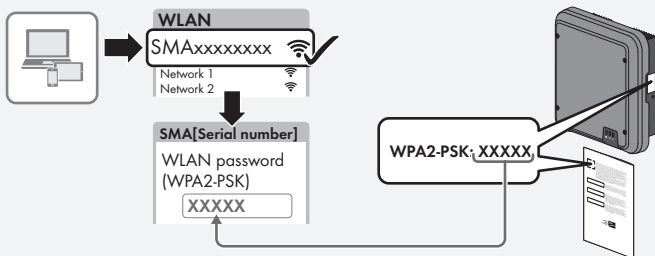 WLAN
SMAxxxxxxxx
Network 1
Network 2
SMA[Serial number]
WLAN password
(WPA2-PSK)
XXXXX
WPA2-PSK: XXXXX